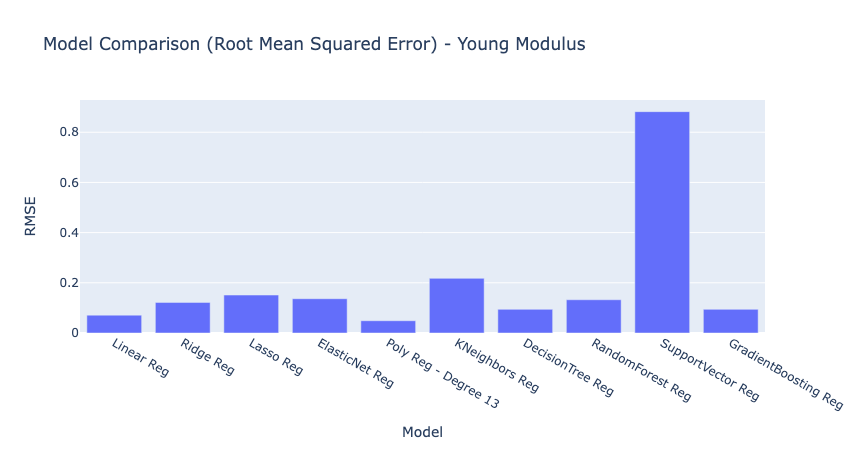 Model Comparison (Root Mean Squared Error) - Young Modulus
RMSE
0.8
0.6
0.4
0.2
0
Linear Reg
Ridge Reg
Lasso Reg
ElasticNet Reg
Poly Reg - Degree 13
KNeighbors Reg
DecisionTree Reg
RandomForest Reg
SupportVector Reg
GradientBoosting Reg
Model